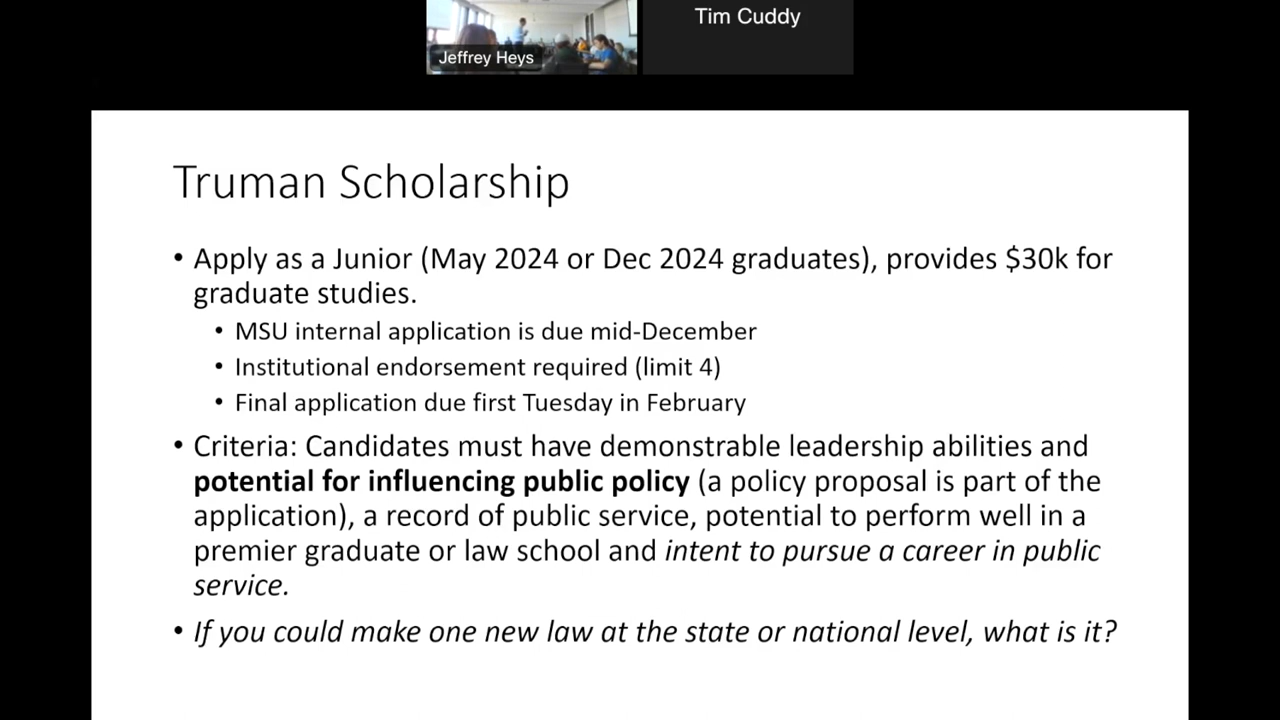 Tim Cuddy
Jeffrey Heys
Truman Scholarship
• Apply as a Junior (May 2024 or Dec 2024 graduates), provides $30k for
graduate studies.
• MSU internal application is due mid-December
• Institutional endorsement required (limit 4)
• Final application due first Tuesday in February
• Criteria: Candidates must have demonstrable leadership abilities and
potential for influencing public policy (a policy proposal is part of the
application), a record of public service, potential to perform well in a
premier graduate or law school and intent to pursue a career in public
service.
• If you could make one new law at the state or national level, what is it?